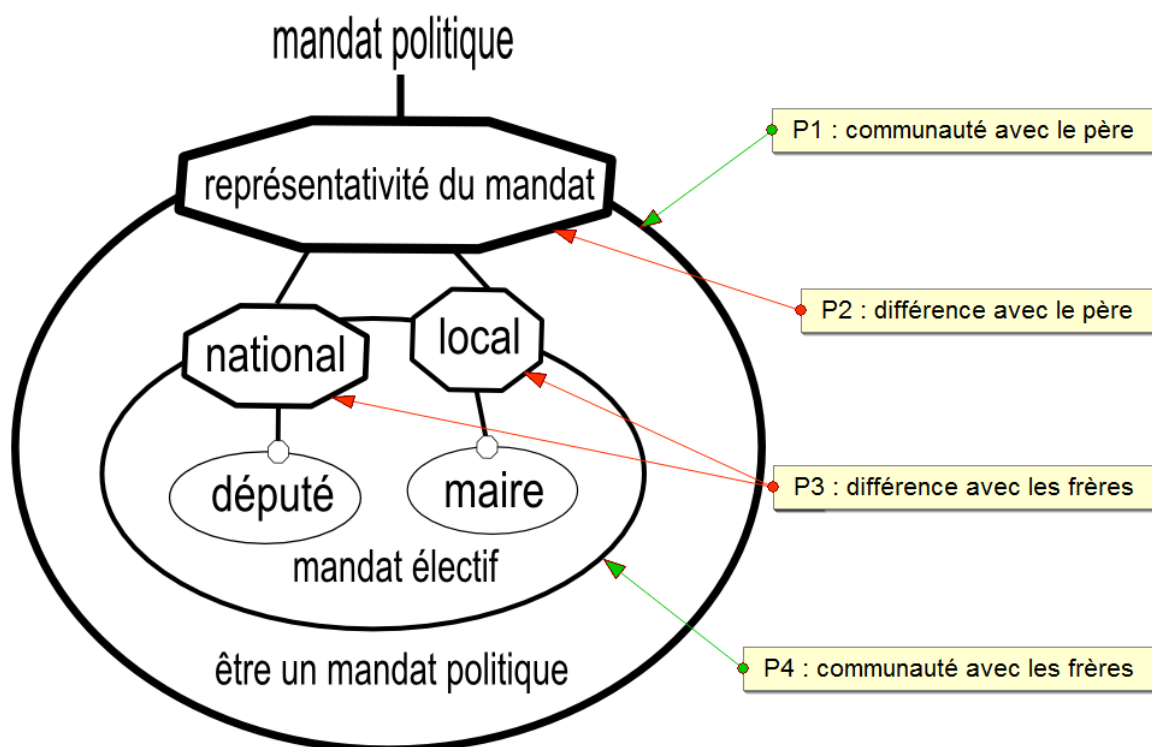 mandat politique
P1 : communauté avec le père
représentativité du mandat
P2 : différence avec le père
national
local
P3 : différence avec les frères
député
maire
mandat électif
être un mandat politique
P4 : communauté avec les frères